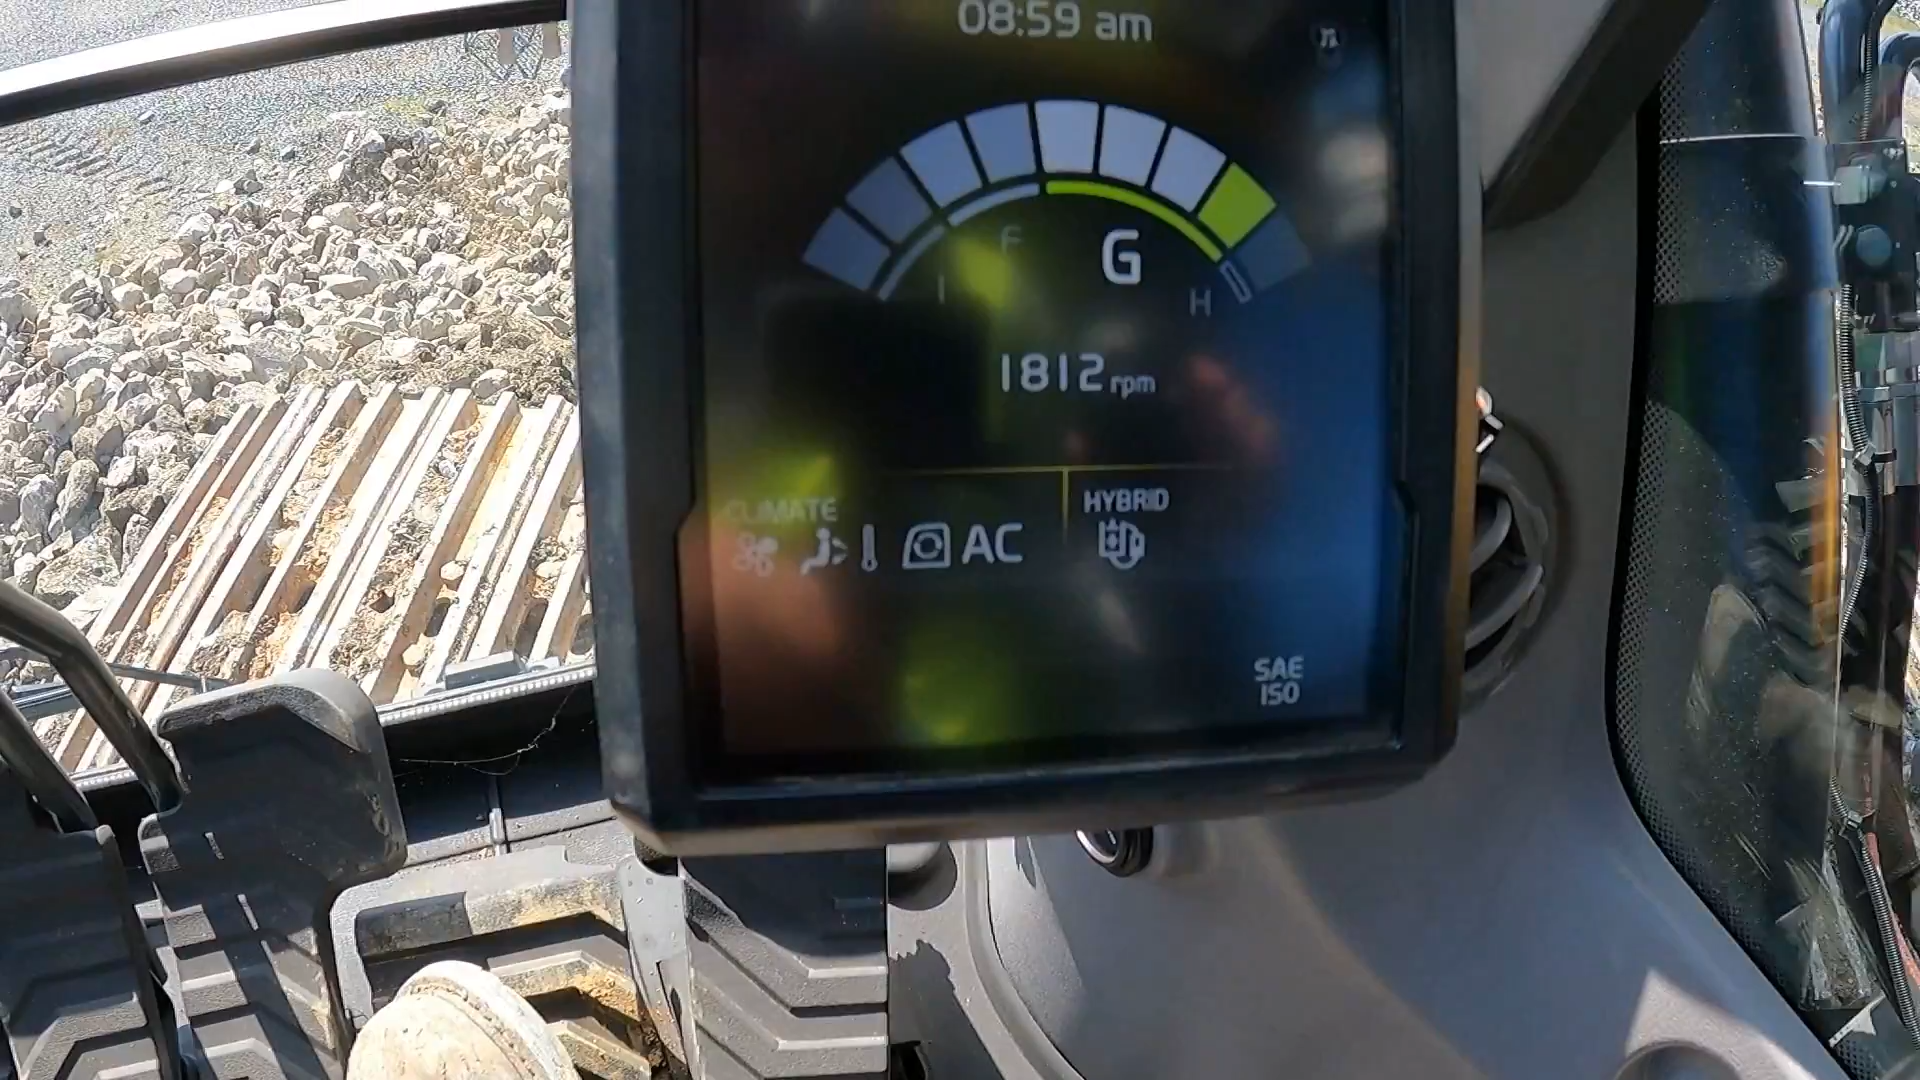 08:59 am
F
G
I
H
1812 rpm
CLIMATE
HYBRID
AC
SAE
ISO